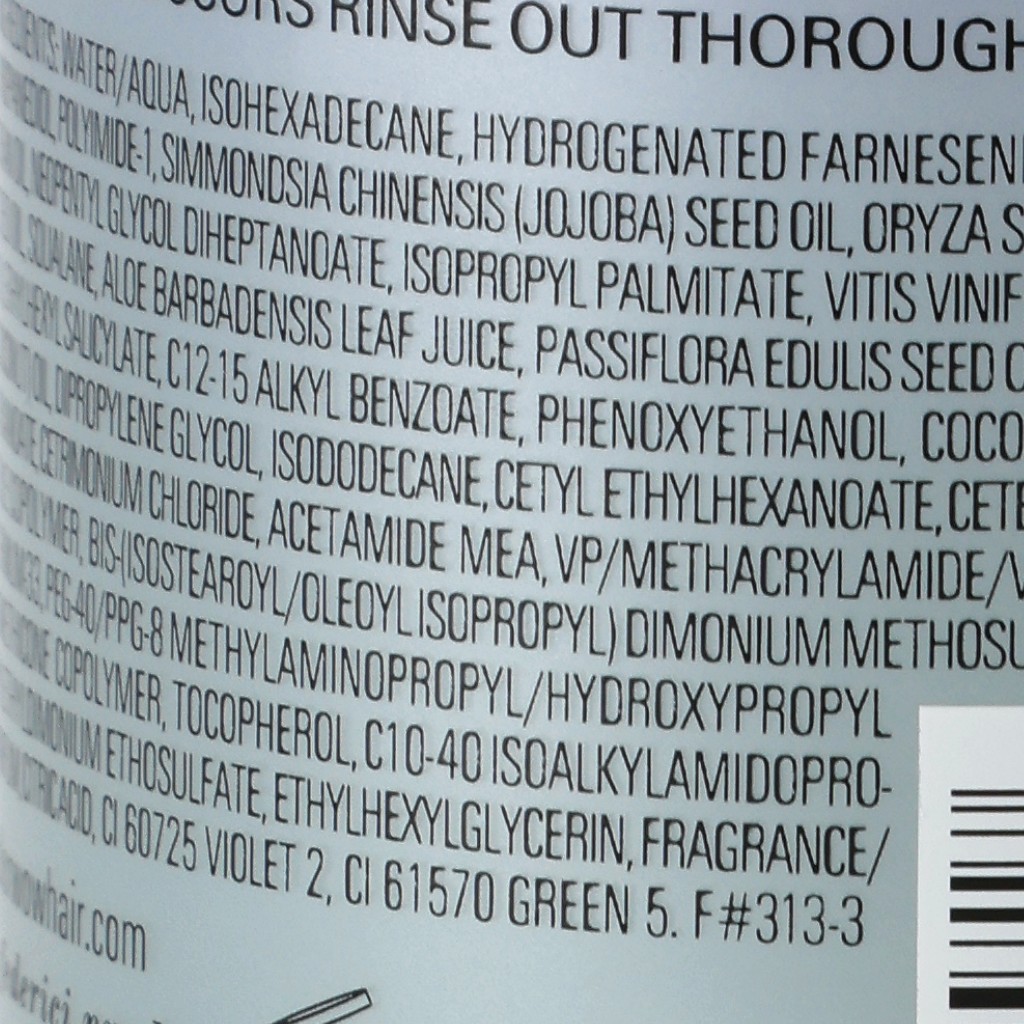 RINSE OUT THOROUGH
WATER/AQUA, ISOHEXADECANE, HYDROGENATED FARNESEN
POLYIMIDE-1, SIMMONDSIA CHINENSIS (JOJOBA) SEED OIL, ORYZA S
NEOPENTYL GLYCOL DIHEPTANOATE, ISOPROPYL PALMITATE, VITIS VINIF
SQUALANE, ALOE BARBADENSIS LEAF JUICE, PASSIFLORA EDULIS SEED O
SALICYLATE, C12-15 ALKYL BENZOATE, PHENOXYETHANOL, COCO
OIL, DIPROPYLENE GLYCOL, ISODODECANE, CETYL ETHYLHEXANOATE, CETE
CETRIMONIUM CHLORIDE, ACETAMIDE MEA, VP/METHACRYLAMIDE/V
BIS-(ISOSTEAROYL/OLEOYL ISOPROPYL) DIMONIUM METHOSU
PEG-40/PPG-8 METHYLAMINOPROPYL/HYDROXYPROPYL
COPOLYMER, TOCOPHEROL, C10-40 ISOALKYLAMIDOPRO-
ETHOSULFATE, ETHYLHEXYLGLYCERIN, FRAGRANCE/
CITRIC ACID, CI 60725 VIOLET 2, CI 61570 GREEN 5. F#313-3
wowhair.com